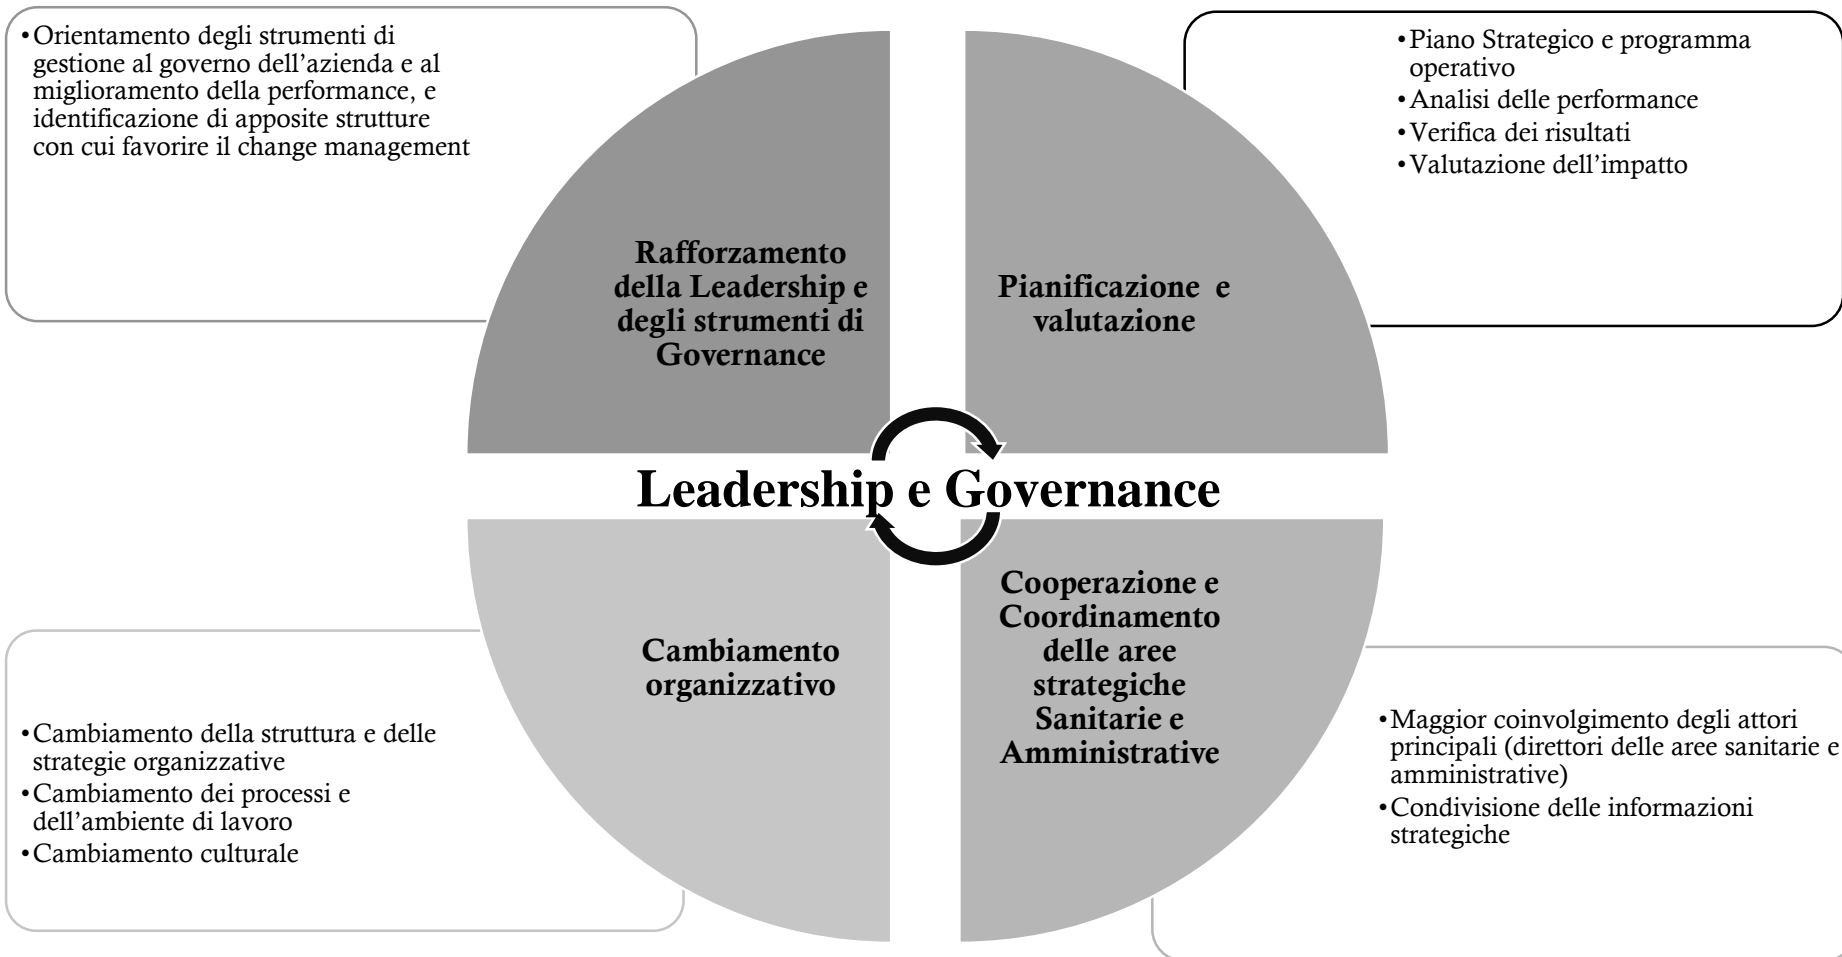 •Orientamento degli strumenti di
gestione al governo dell’azienda e al
miglioramento della performance, e
identificazione di apposite strutture
con cui favorire il change management
•Piano Strategico e programma
operativo
•Analisi delle performance
•Verifica dei risultati
•Valutazione dell’impatto
Rafforzamento
della Leadership e
degli strumenti di
Governance
Pianificazione e
valutazione
Leadership e Governance
Cambiamento
organizzativo
Cooperazione e
Coordinamento
delle aree
strategiche
Sanitarie e
Amministrative
•Cambiamento della struttura e delle
strategie organizzative
•Cambiamento dei processi e
dell’ambiente di lavoro
•Cambiamento culturale
•Maggior coinvolgimento degli attori
principali (direttori delle aree sanitarie e
amministrative)
•Condivisione delle informazioni
strategiche